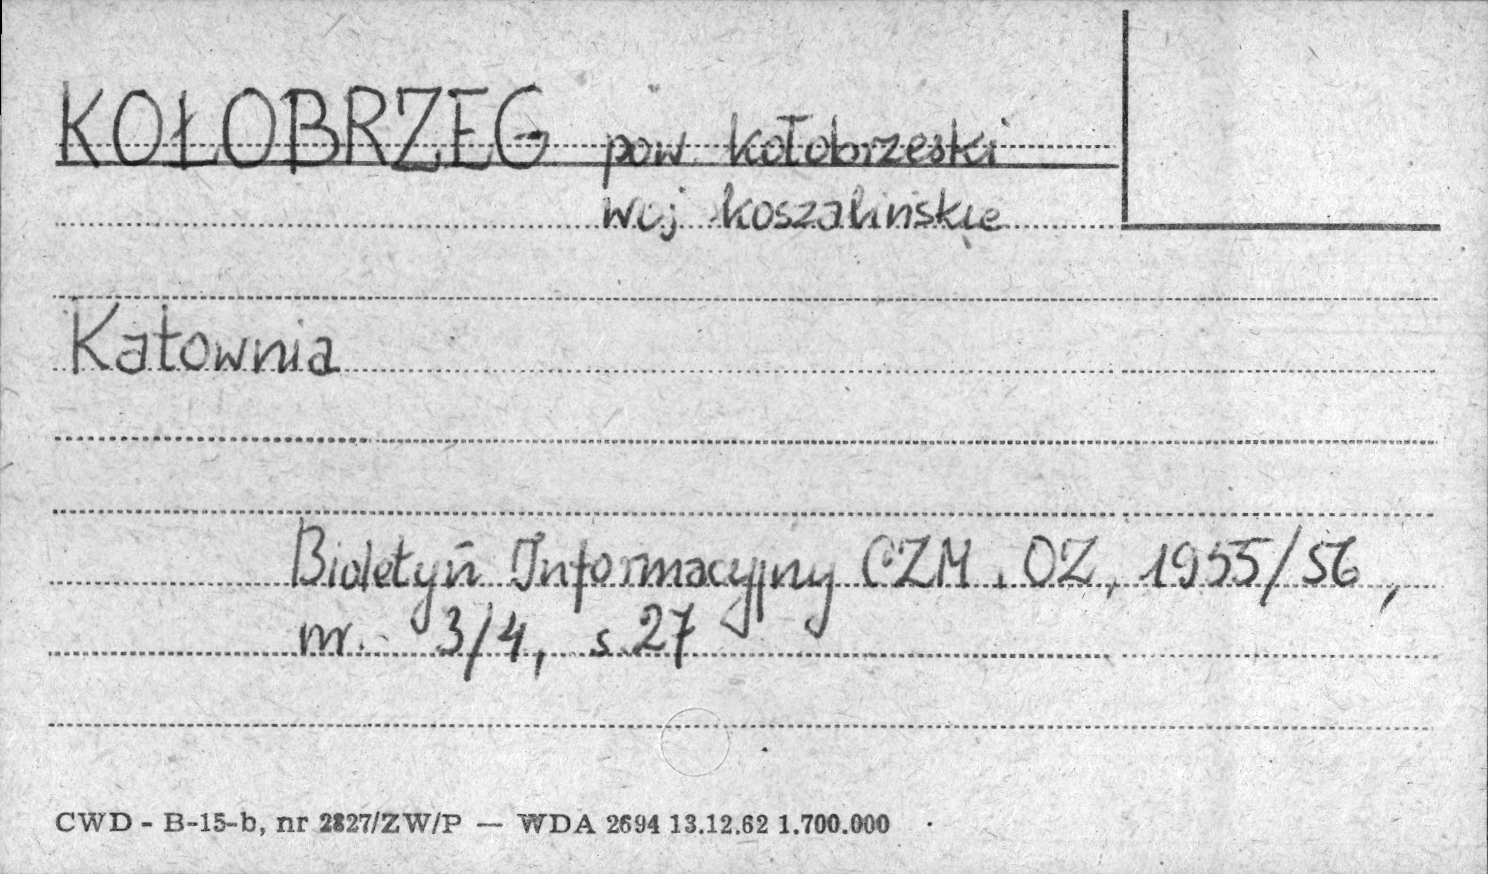 KOŁOBRZEG pow. kołobrzeski
woj. koszalińskie
Katownia
Biuletyń Informacyjny CZM. OZ, 1955/56,
nr. 3/4, s. 27
CWD - B-15-b, nr 2827/ZW/P — WDA 2694 13.12.62 1.700.000